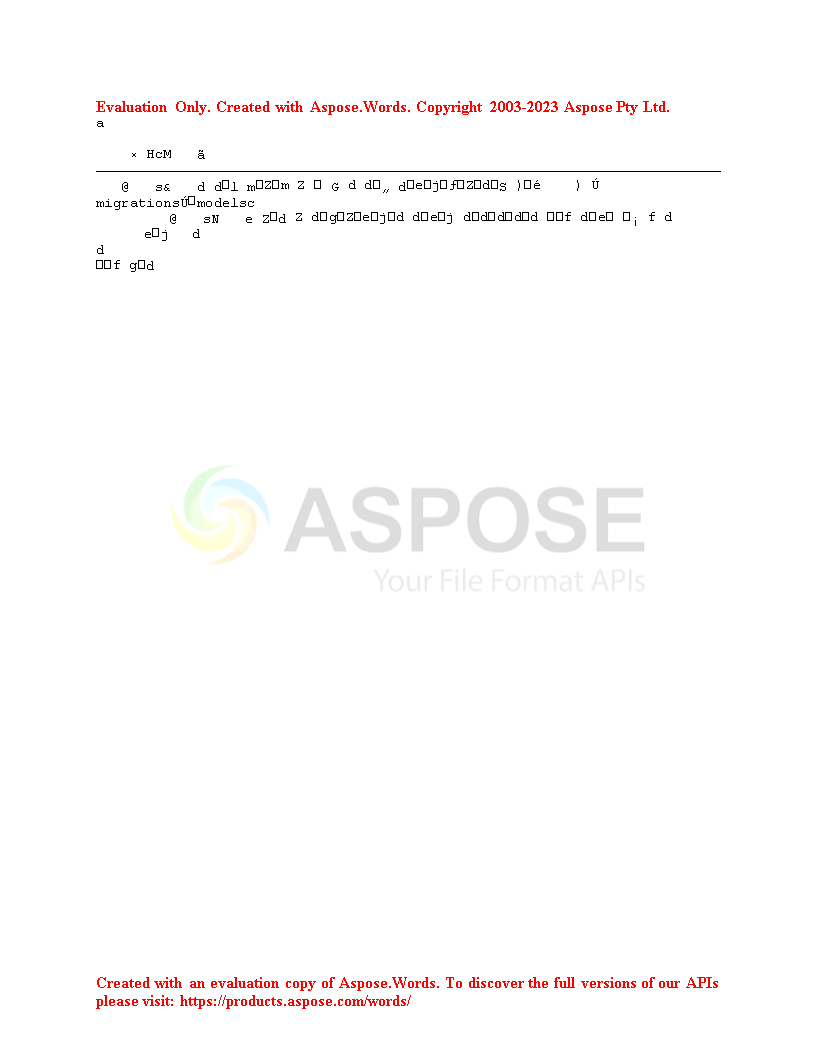 Evaluation Only. Created with Aspose.Words. Copyright 2003-2023 Aspose Pty Ltd.
a
× HcM ã
@ s& d d□l m□Z□m Z □ G d d□„ d□e□j□ƒ□Z□d□S )□é ) Ú
migrationsÚ□modelsc
@ sN e Z□d Z d□g□Z□e□j□d d□e□j d□d□d□d□d □□f d□e□ □¡ f d
e□j d
d
□□f g□d
ASPOSE
Your File Format APIs
Created with an evaluation copy of Aspose.Words. To discover the full versions of our APIs
please visit: https://products.aspose.com/words/